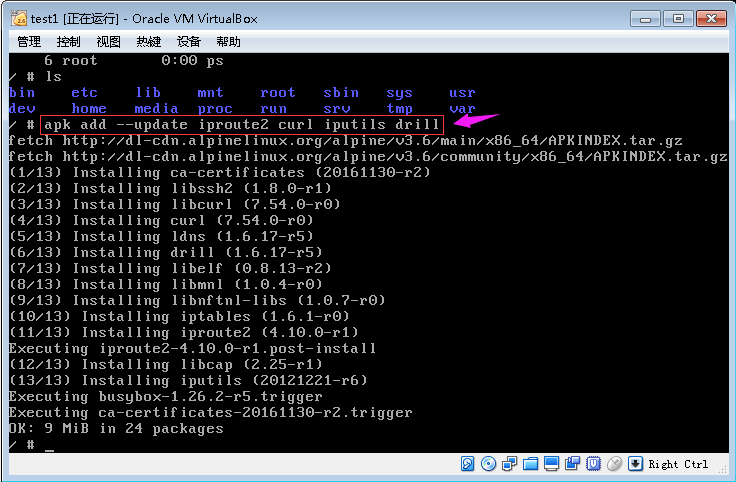 test1 [正在运行] - Oracle VM VirtualBox
管理 控制 视图 热键 设备 帮助
6 root 0:00 ps
/ # ls
bin etc lib mnt root sbin sys usr
dev home media proc run srv tmp var
/ # apk add --update iproute2 curl iputils drill
fetch http://dl-cdn.alpinelinux.org/alpine/v3.6/main/x86_64/APKINDEX.tar.gz
fetch http://dl-cdn.alpinelinux.org/alpine/v3.6/community/x86_64/APKINDEX.tar.gz
(1/13) Installing ca-certificates (20161130-r2)
(2/13) Installing libssh2 (1.8.0-r1)
(3/13) Installing libcurl (7.54.0-r0)
(4/13) Installing curl (7.54.0-r0)
(5/13) Installing ldns (1.6.17-r5)
(6/13) Installing drill (1.6.17-r5)
(7/13) Installing libelf (0.8.13-r2)
(8/13) Installing libmnl (1.0.4-r0)
(9/13) Installing libnftnl-libs (1.0.7-r0)
(10/13) Installing iptables (1.6.1-r0)
(11/13) Installing iproute2 (4.10.0-r1)
Executing iproute2-4.10.0-r1.post-install
(12/13) Installing libcap (2.25-r1)
(13/13) Installing iputils (20121221-r6)
Executing busybox-1.26.2-r5.trigger
Executing ca-certificates-20161130-r2.trigger
OK: 9 MiB in 24 packages
/ # _
Right Ctrl